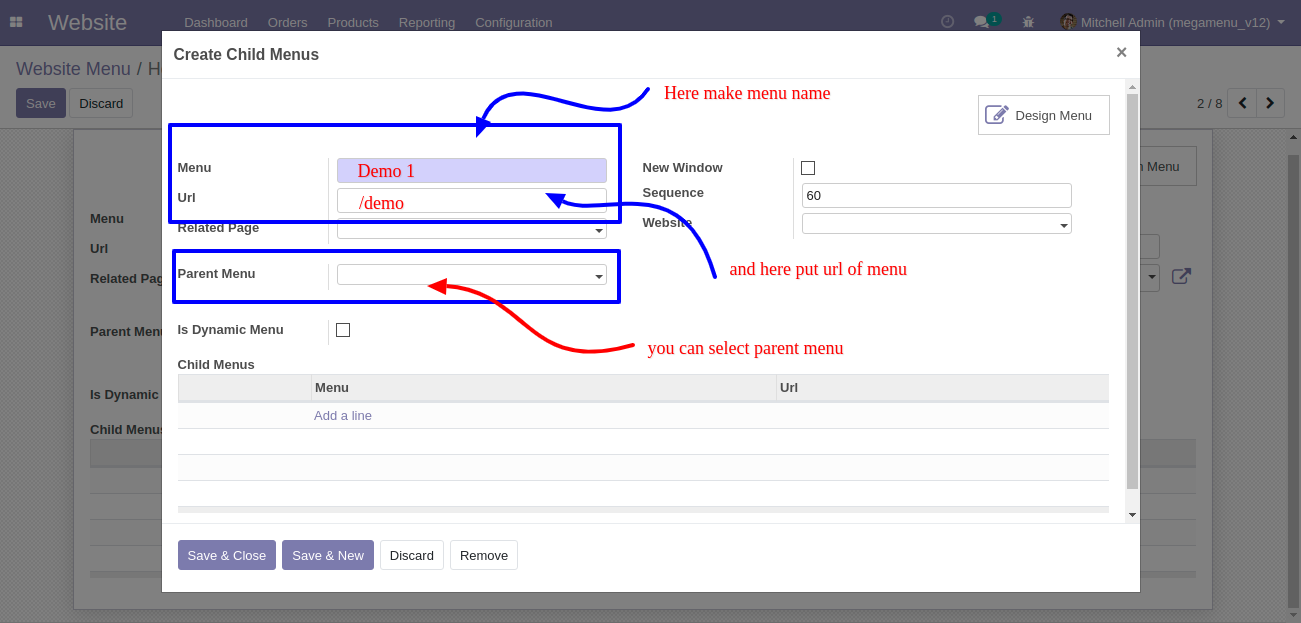 Website Dashboard Orders Products Reporting Configuration 1 Mitchell Admin (megamenu_v12)
Website Menu / H
Save Discard
2 / 8
Create Child Menus ×
Here make menu name
Design Menu
Menu Demo 1 New Window
Url /demo Sequence 60
Related Page Website
Parent Menu
and here put url of menu
Is Dynamic Menu
you can select parent menu
Child Menus
Menu Url
Add a line
Save & Close Save & New Discard Remove
Menu
Url
Related Pag
Parent Menu
Is Dynamic
Child Menus
Menu